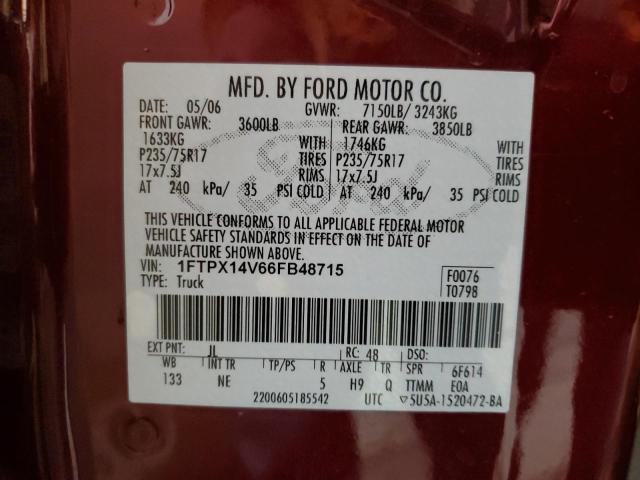 MFD. BY FORD MOTOR CO.
DATE: 05/06 GVWR: 7150LB/ 3243KG
FRONT GAWR: 3600LB REAR GAWR: 3850LB
1633KG WITH 1746KG WITH
P235/75R17 TIRES P235/75R17 TIRES
17x7.5J RIMS 17x7.5J RIMS
AT 240 kPa/ 35 PSI COLD AT 240 kPa/ 35 PSI COLD
Ford
THIS VEHICLE CONFORMS TO ALL APPLICABLE FEDERAL MOTOR
VEHICLE SAFETY STANDARDS IN EFFECT ON THE DATE OF
MANUFACTURE SHOWN ABOVE.
VIN: 1FTPX14V66FB48715 F0076
TYPE: Truck T0798
EXT PNT: JL RC: 48 DSO:
WB INT TR TP/PS R AXLE TR SPR 6F614
133 NE 5 H9 Q TTMM E0A
2200605185542 UTC ▽5U5A-1520472-BA